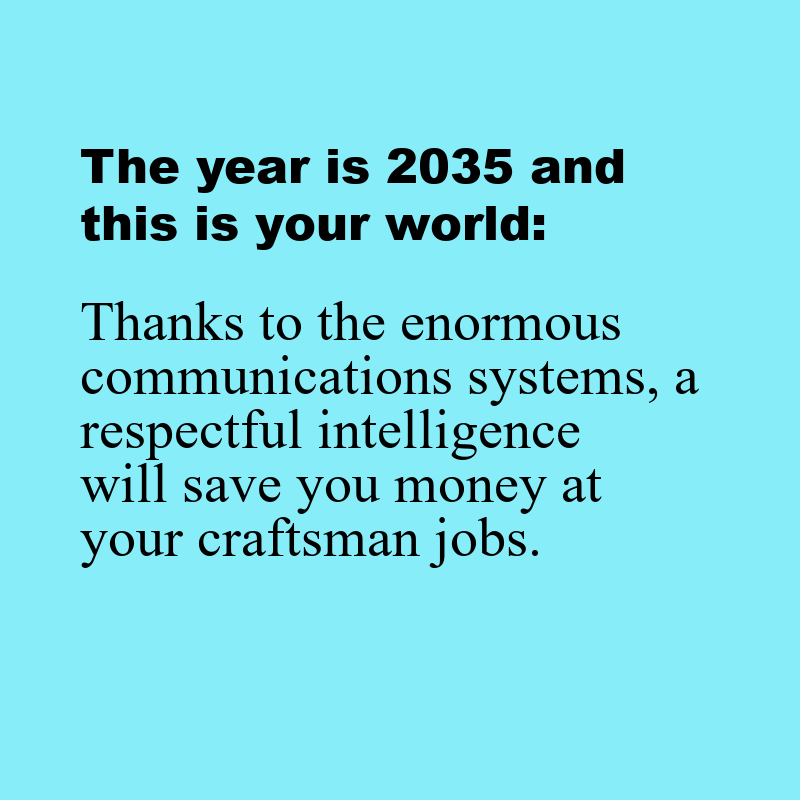 The year is 2035 and
this is your world:
Thanks to the enormous
communications systems, a
respectful intelligence
will save you money at
your craftsman jobs.